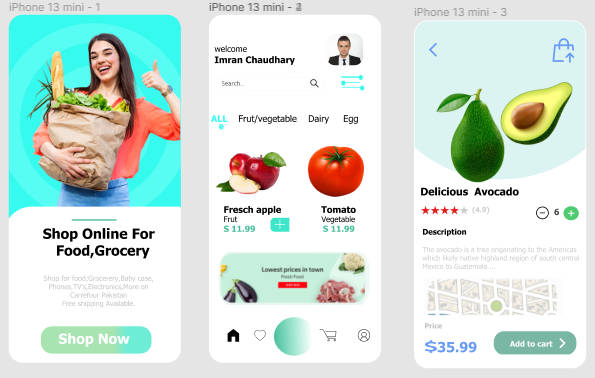 iPhone 13 mini - 1
Shop Online For
Food,Grocery
Shop for food,Grocerery,Baby case,
Phones,TV's,Electronics,More on
Carrefour Pakistan
Free shipping Available.
Shop Now
iPhone 13 mini - 2
welcome
Imran Chaudhary
Search..
ALL Frut/vegetable Dairy Egg
Fresch apple
Frut
$ 11.99
Tomato
Vegetable
$ 11.99
Lowest prices in town
Fresh Food
iPhone 13 mini - 3
Delicious Avocado
(4.9)
6
Description
The avocado is a tree origanating to the Americas
which likely native highland region of south central
Mexico to Guatemala....
Price
$35.99
Add to cart